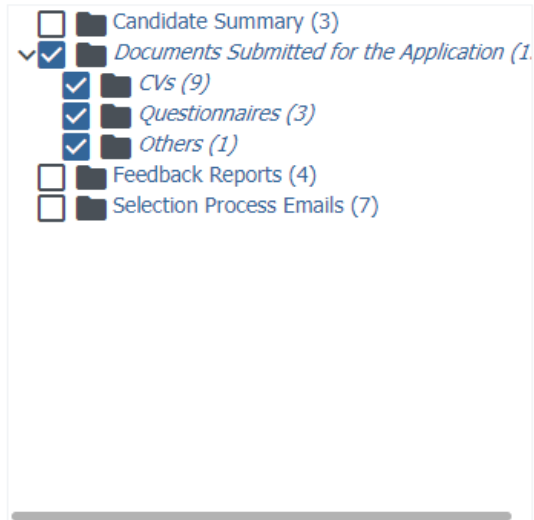 Candidate Summary (3)
Documents Submitted for the Application (1
CVs (9)
Questionnaires (3)
Others (1)
Feedback Reports (4)
Selection Process Emails (7)